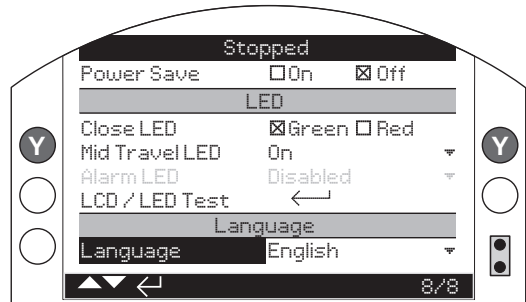 Stopped
Power Save On Off
LED
Close LED Green Red
Mid Travel LED On
Alarm LED Disabled
LCD / LED Test
Language
Language English
8/8
Y
Y